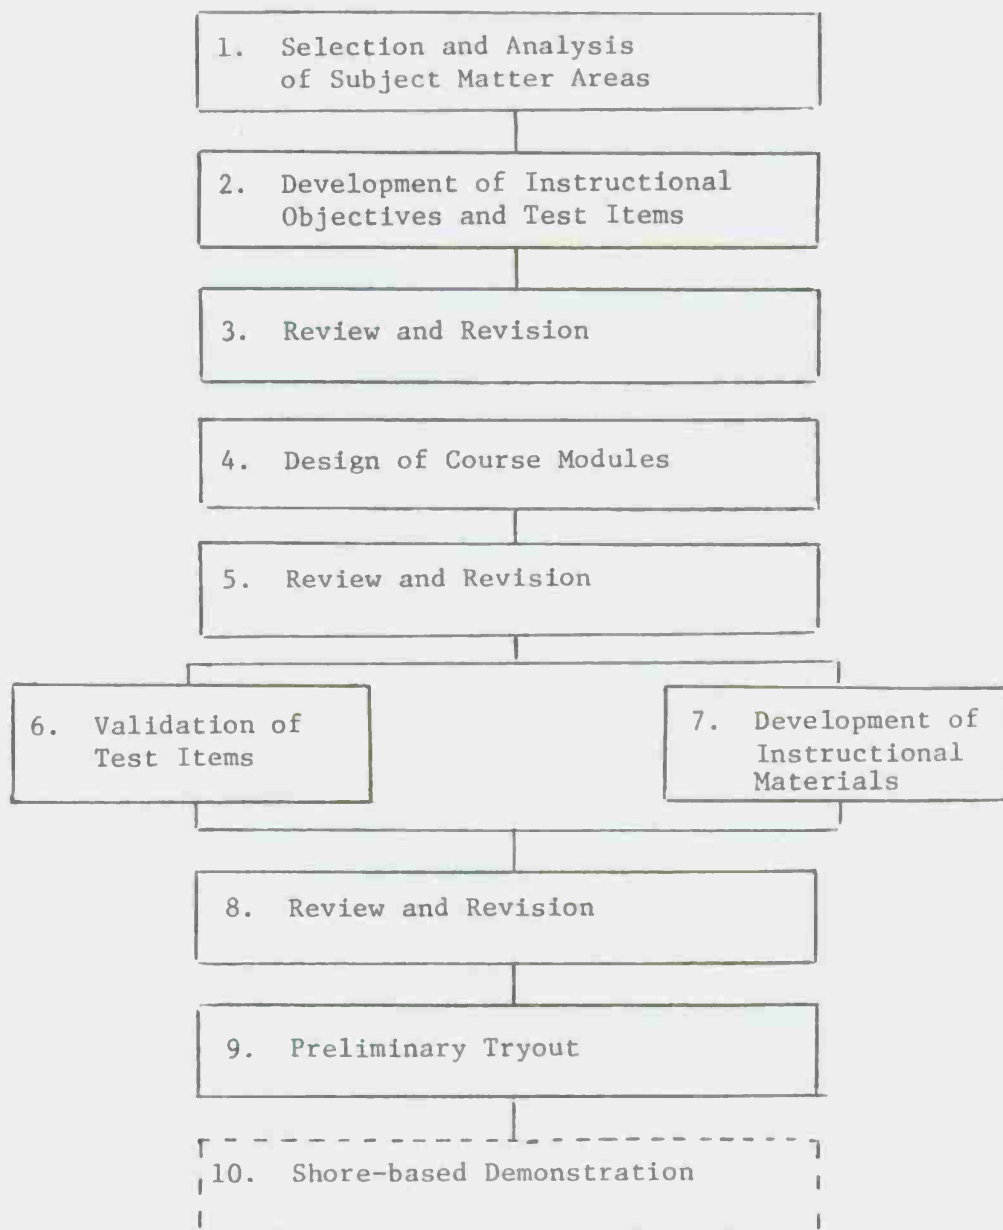 1. Selection and Analysis
of Subject Matter Areas
2. Development of Instructional
Objectives and Test Items
3. Review and Revision
4. Design of Course Modules
5. Review and Revision
6. Validation of
Test Items
7. Development of
Instructional
Materials
8. Review and Revision
9. Preliminary Tryout
10. Shore-based Demonstration